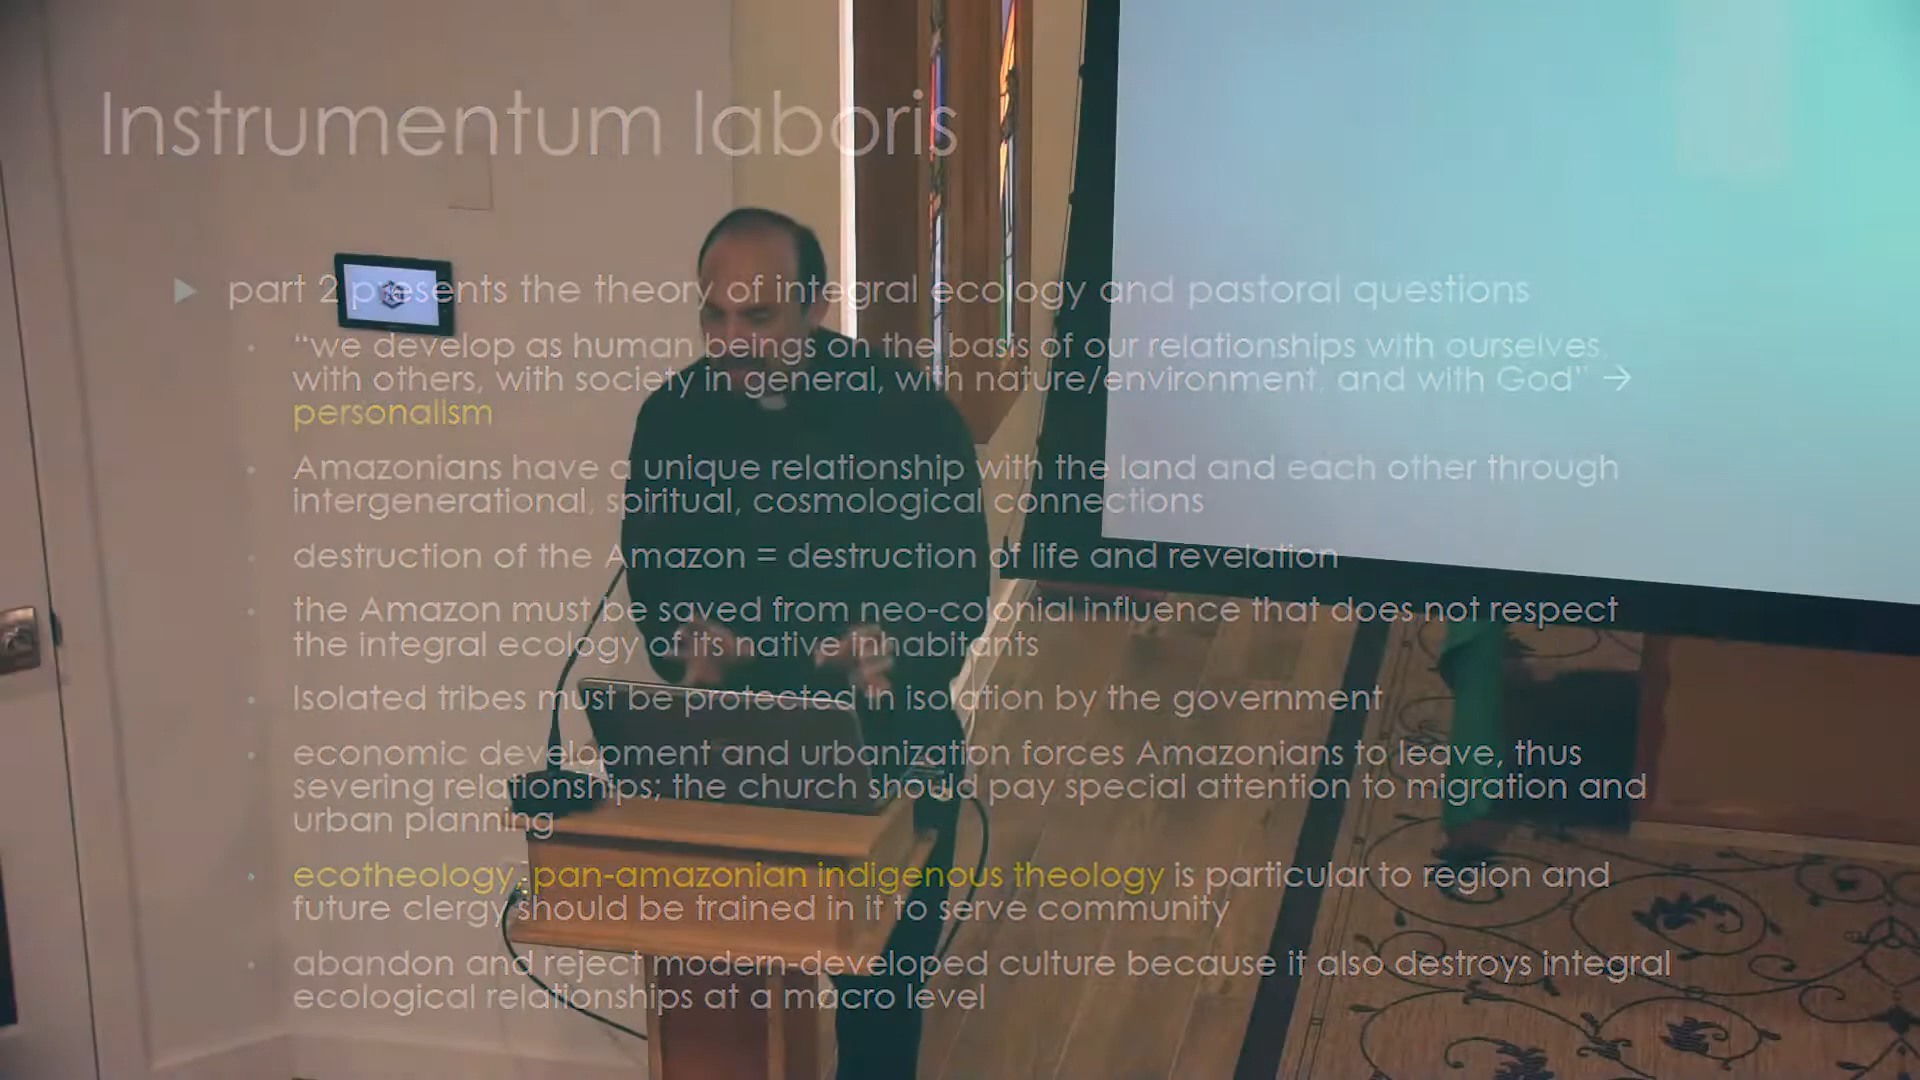 Instrumentum laboris
part 2 presents the theory of integral ecology and pastoral questions
“we develop as human beings on the basis of our relationships with ourselves,
with others, with society in general, with nature/environment, and with God” →
personalism
Amazonians have a unique relationship with the land and each other through
intergenerational, spiritual, cosmological connections
destruction of the Amazon = destruction of life and revelation
the Amazon must be saved from neo-colonial influence that does not respect
the integral ecology of its native inhabitants
Isolated tribes must be protected in isolation by the government
economic development and urbanization forces Amazonians to leave, thus
severing relationships; the church should pay special attention to migration and
urban planning
ecotheology, pan-amazonian indigenous theology is particular to region and
future clergy should be trained in it to serve community
abandon and reject modern-developed culture because it also destroys integral
ecological relationships at a macro level